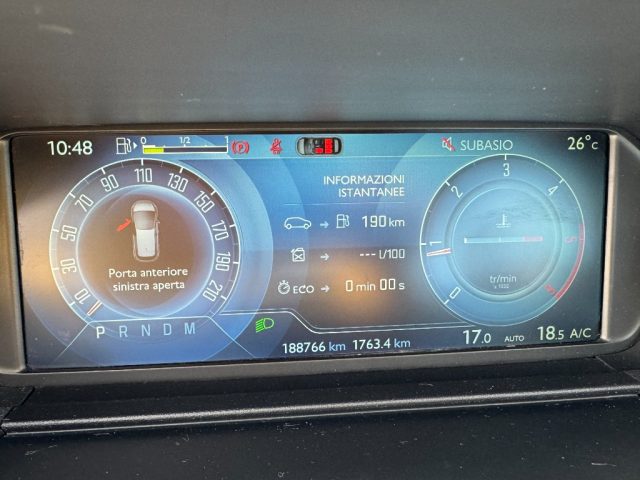 10:48
0 1/2 1
(P)
SUBASIO
26°C
INFORMAZIONI
ISTANTANEE
190 km
--- l/100
ECO
0 min 00 s
10 30 50 70 90 110 130 150 170 190 210
Porta anteriore
sinistra aperta
P R N D M
0 1 2 3 4 5
tr/min
188766 km 1763.4 km
17.0 AUTO 18.5 A/C